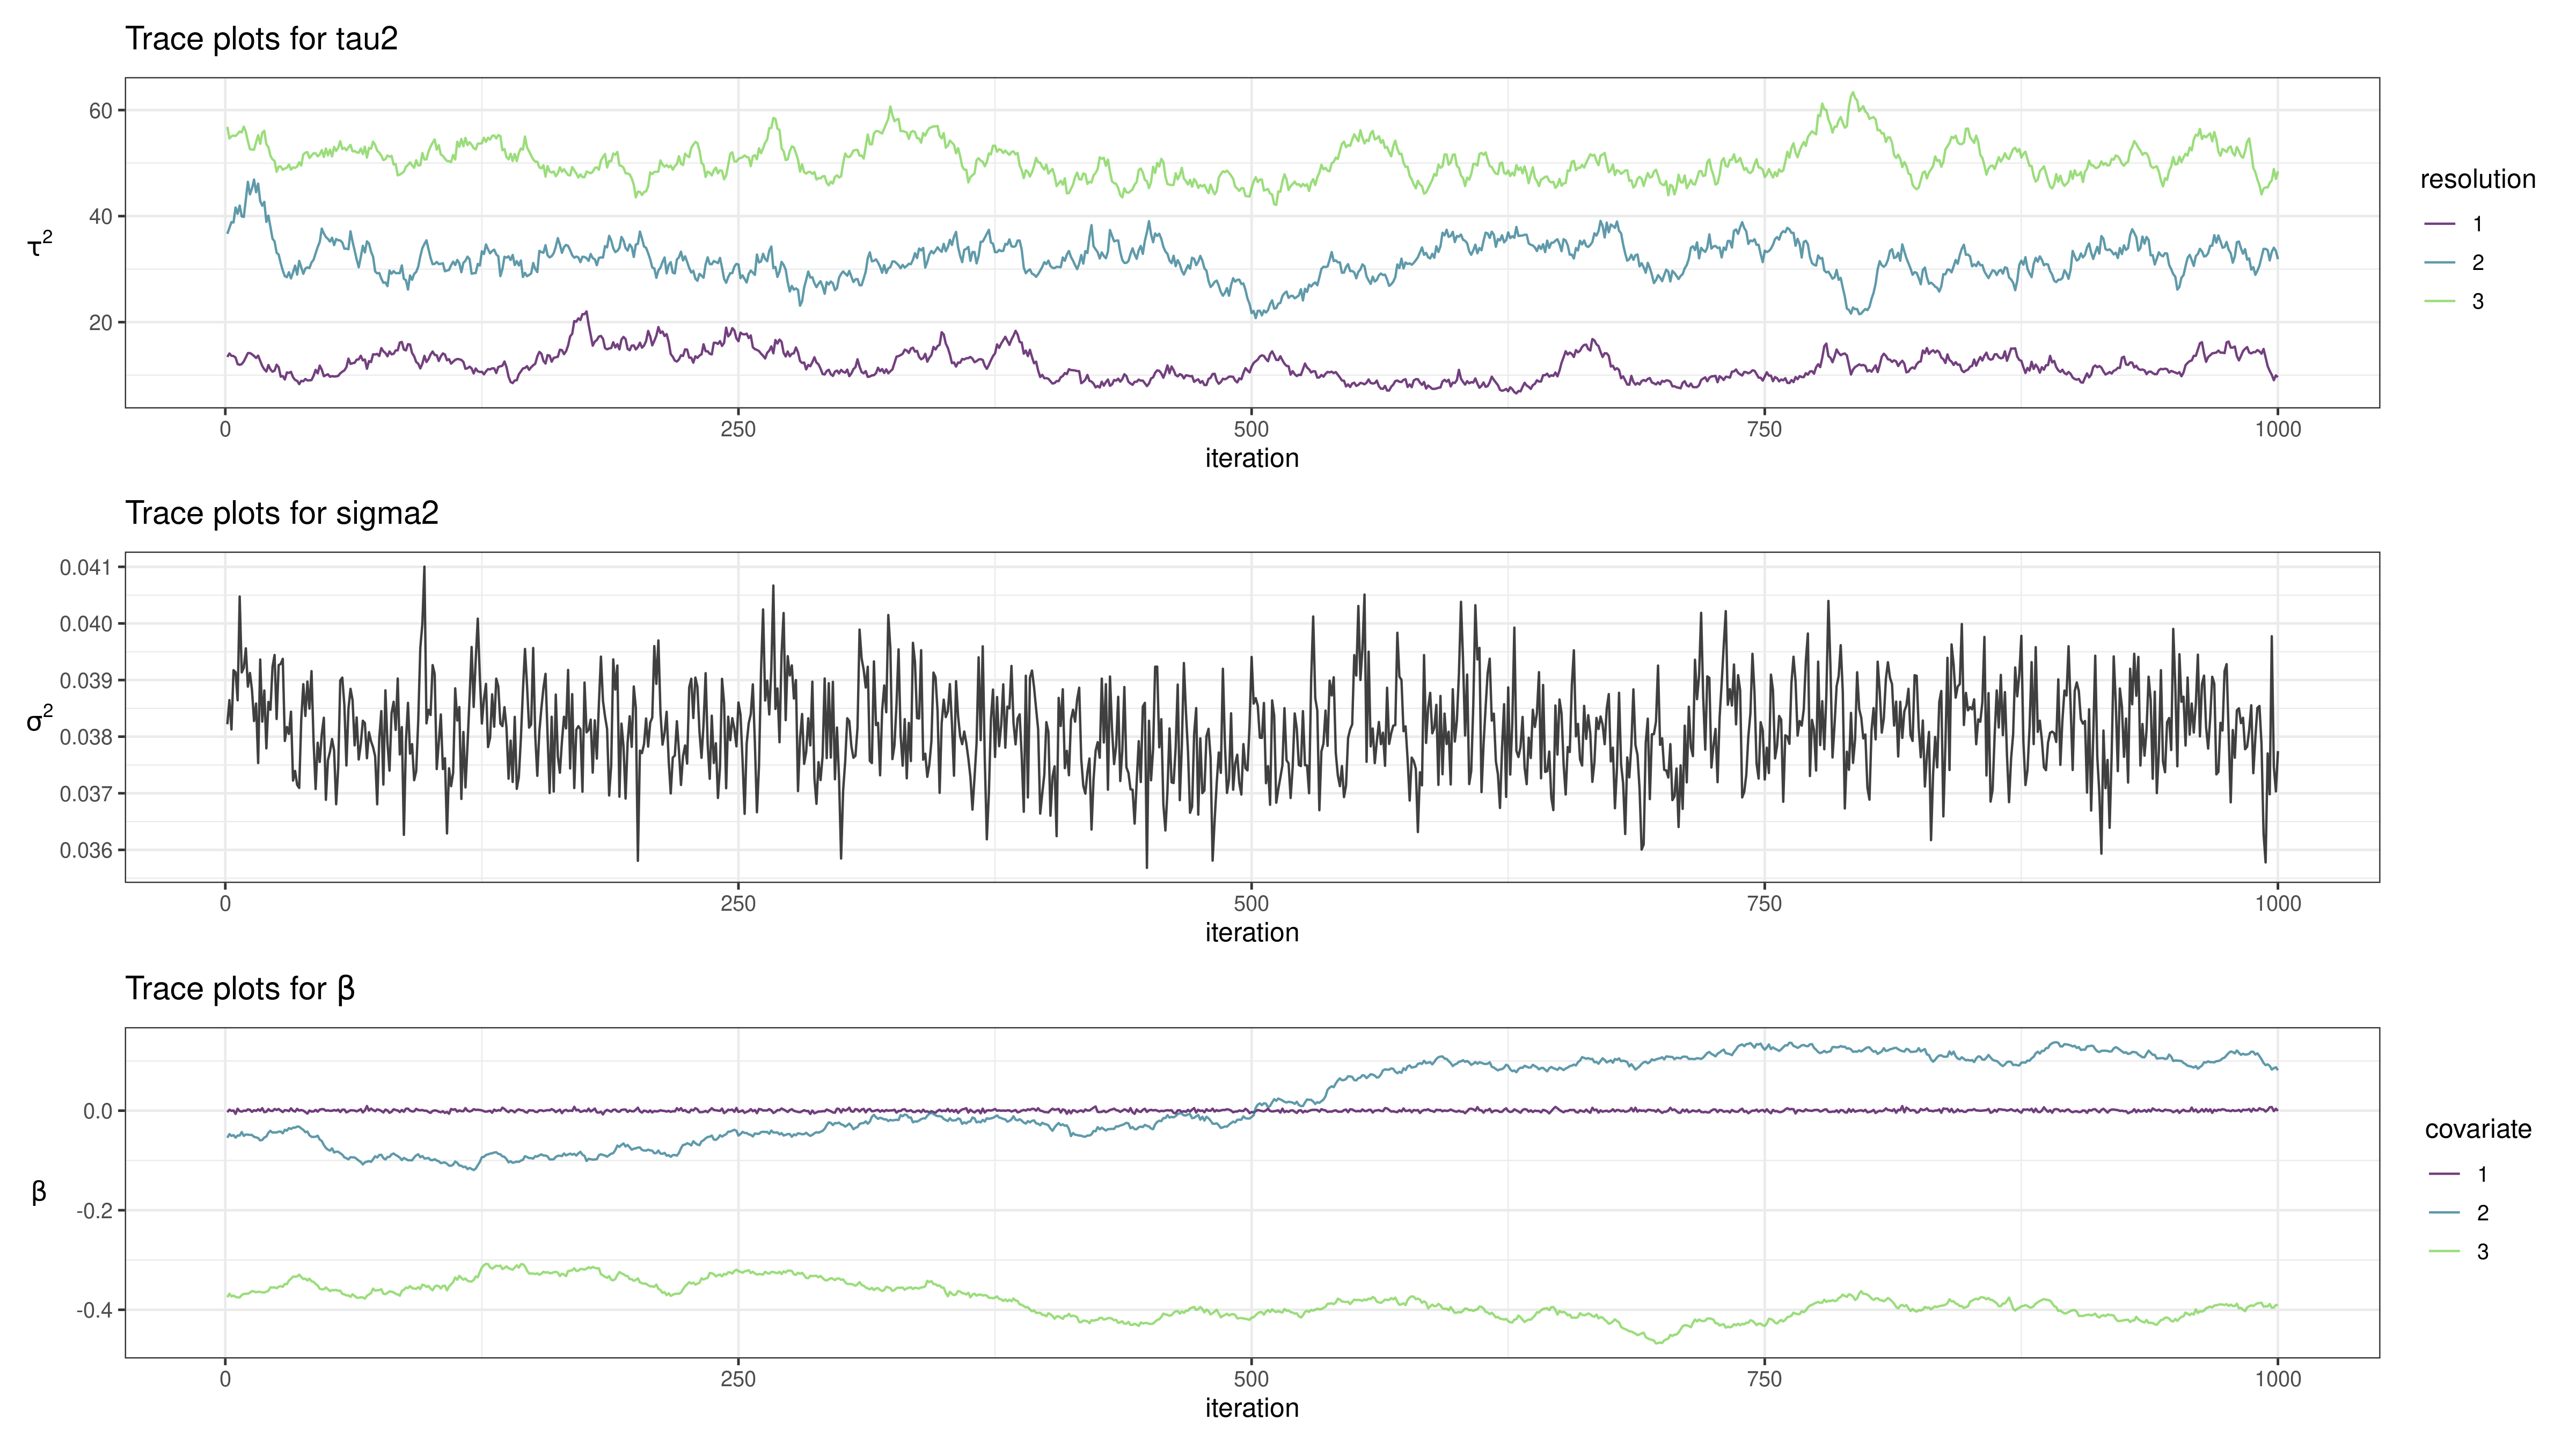 Trace plots for tau2
60
40
20
τ²
0 250 500 750 1000
iteration
resolution
1
2
3
Trace plots for sigma2
0.041
0.040
0.039
0.038
0.037
0.036
σ²
0 250 500 750 1000
iteration
Trace plots for β
0.0
-0.2
-0.4
β
0 250 500 750 1000
iteration
covariate
1
2
3